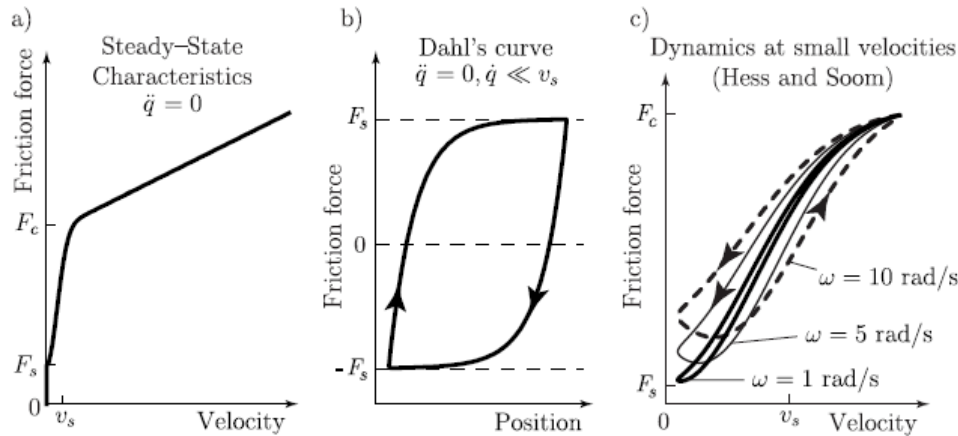 a)
Steady–State
Characteristics
q̈ = 0
Friction force
F_c
F_s
0
v_s
Velocity
b)
Dahl's curve
q̈ = 0, q̇ ≪ v_s
Friction force
F_s
0
-F_s
Position
c)
Dynamics at small velocities
(Hess and Soom)
Friction force
F_c
ω = 10 rad/s
ω = 5 rad/s
ω = 1 rad/s
F_s
0
v_s
Velocity